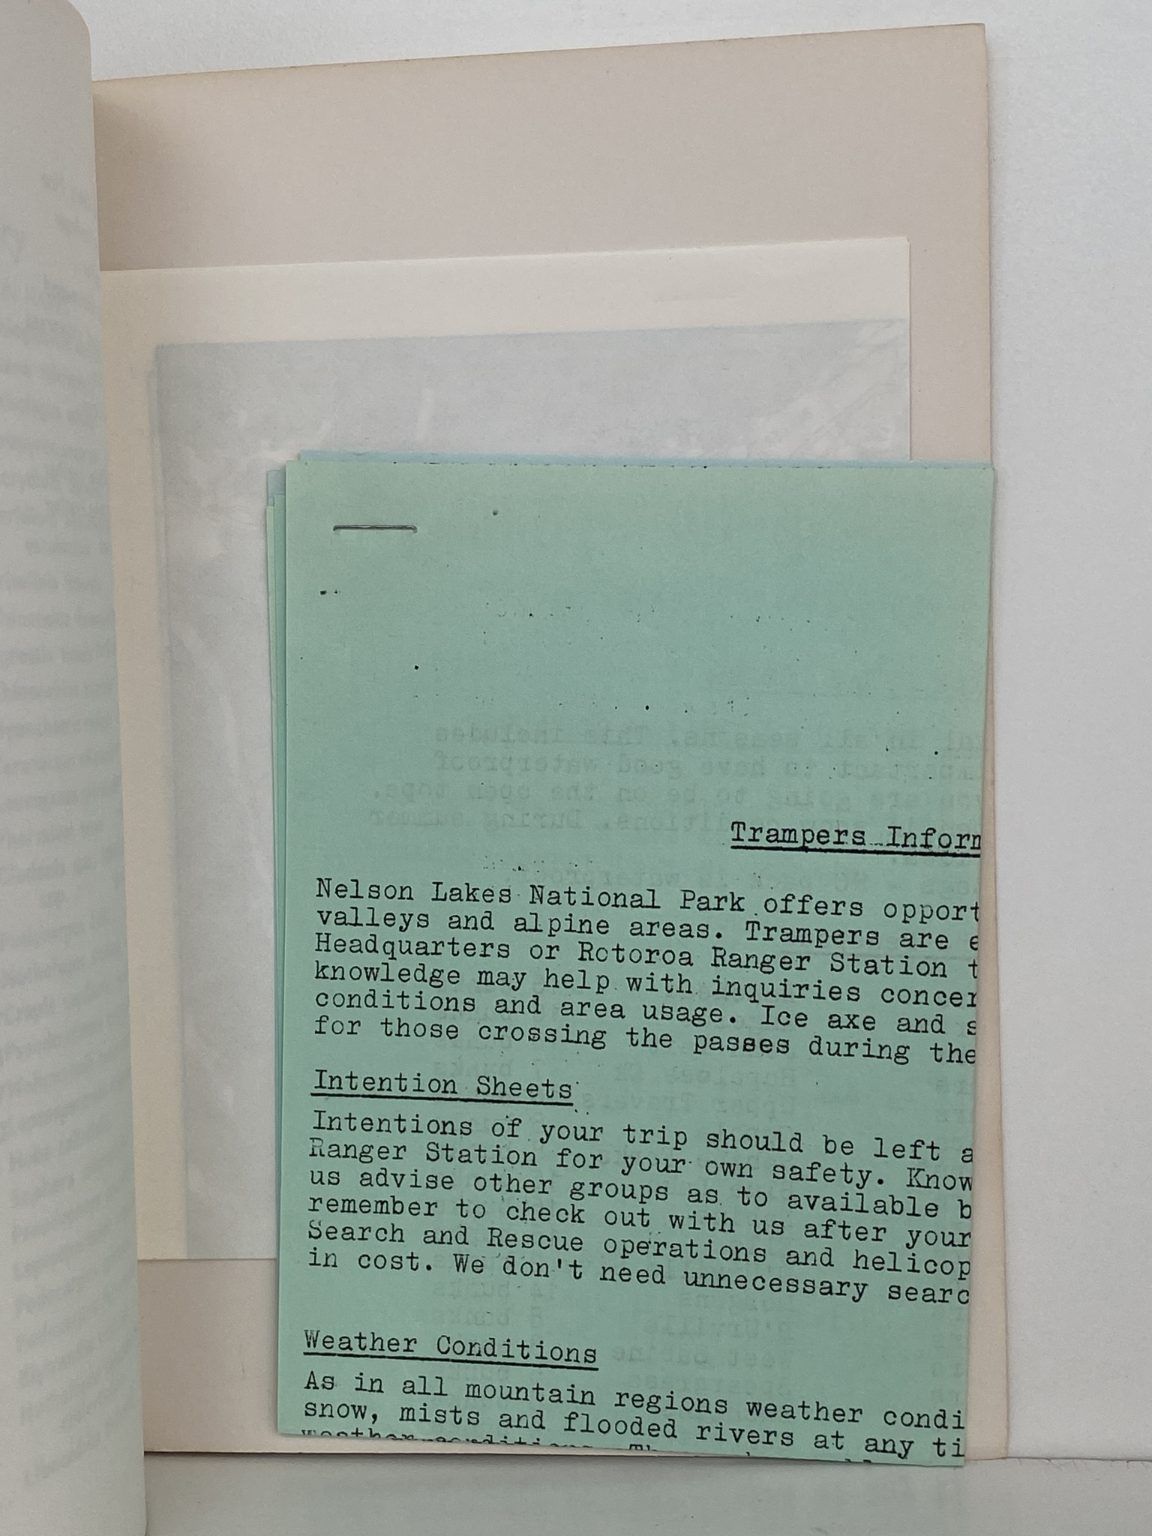 Trampers Inform
Nelson Lakes National Park offers opport
valleys and alpine areas. Trampers are e
Headquarters or Rotoroa Ranger Station t
knowledge may help with inquiries concer
conditions and area usage. Ice axe and s
for those crossing the passes during the
Intention Sheets
Intentions of your trip should be left a
Ranger Station for your own safety. Know
us advise other groups as to available b
remember to check out with us after your
Search and Rescue operations and helicop
in cost. We don't need unnecessary searc
Weather Conditions
As in all mountain regions weather condi
snow, mists and flooded rivers at any ti
weather conditions.